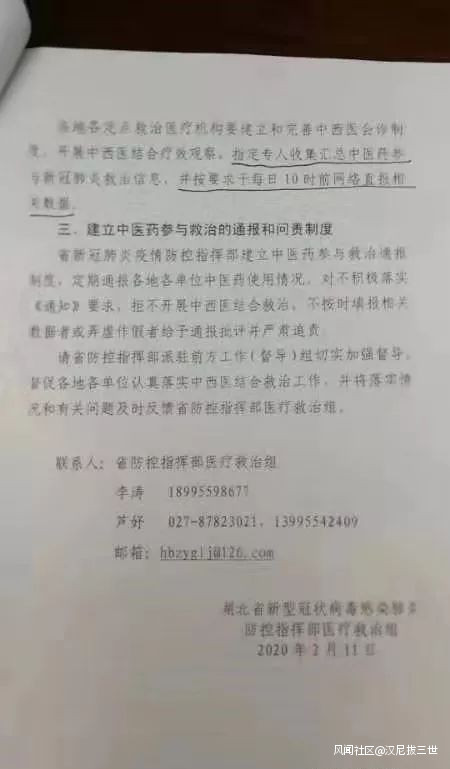 各地各定点救治医疗机构要建立和完善中西医会诊制
度，开展中西医结合疗效观察，指定专人收集汇总中医药参
与新冠肺炎救治信息，并按要求于每日10时前网络直报相
关数据。
三、建立中医药参与救治的通报和问责制度
省新冠肺炎疫情防控指挥部建立中医药参与救治通报
制度，定期通报各地各单位中医药使用情况，对不积极落实
《通知》要求，拒不开展中西医结合救治，不按时填报相关
数据者或弄虚作假者给予通报批评并严肃追责。
请省防控指挥部派驻前方工作（督导）组切实加强督导，
督促各地各单位认真落实中西医结合救治工作，并将落实情
况和有关问题及时反馈省防控指挥部医疗救治组。
联系人：省防控指挥部医疗救治组
李涛 18995598677
芦妤 027-87823021，13995542409
邮箱：hbzyglj@126.com
湖北省新型冠状病毒感染肺炎
防控指挥部医疗救治组
2020年2月11日
风闻社区@汉尼拔三世